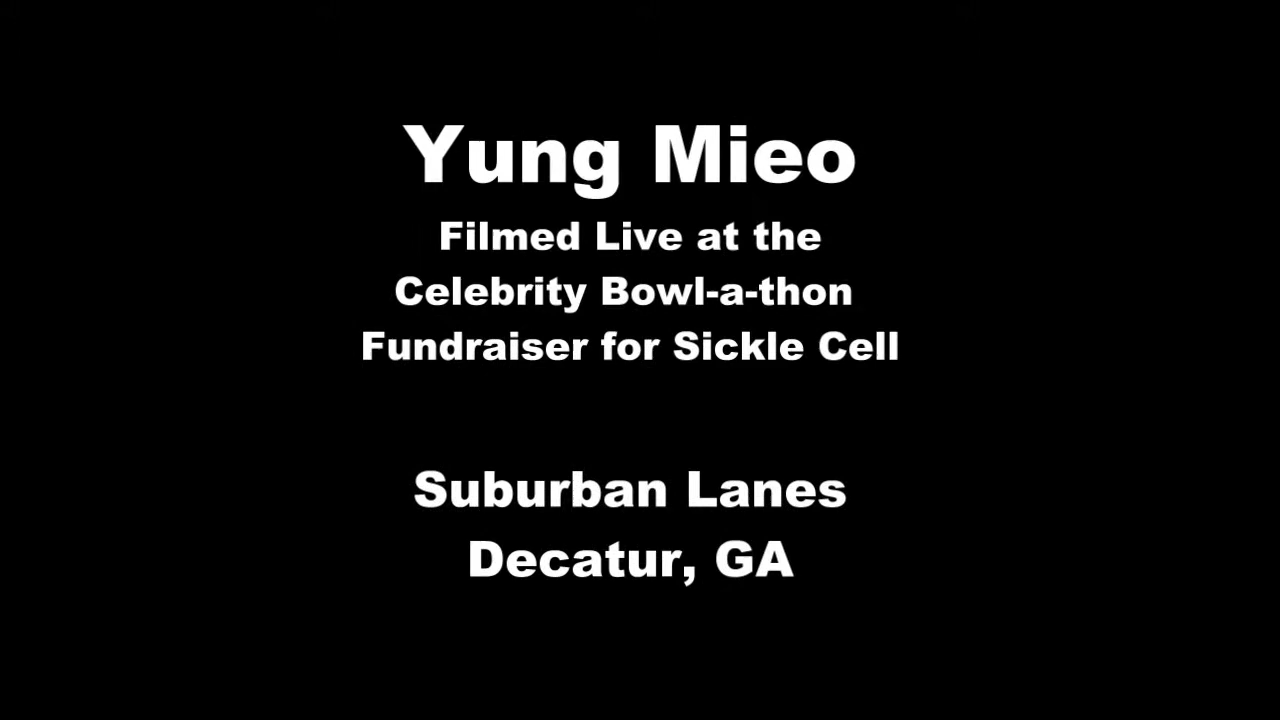 Yung Mieo
Filmed Live at the
Celebrity Bowl-a-thon
Fundraiser for Sickle Cell
Suburban Lanes
Decatur, GA